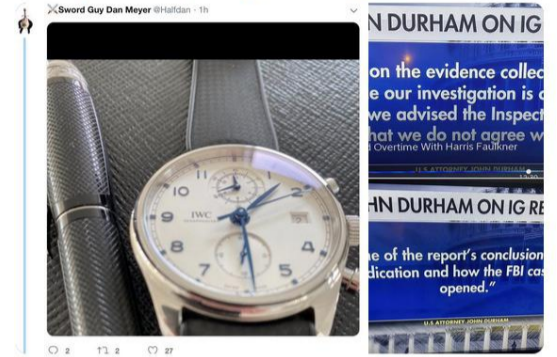 Sword Guy Dan Meyer @Halfdan · 1h
IWC
11
10
9
8
7
5
4
2
2
2
27
N DURHAM ON IG
on the evidence collec
e our investigation is
we advised the Inspect
hat we do not agree w
Overtime With Harris Faulkner
U.S ATTORNEY JOHN DURHAM
HN DURHAM ON IG RE
e of the report's conclusion
dication and how the FBI cas
opened."
U.S ATTORNEY JOHN DURHAM